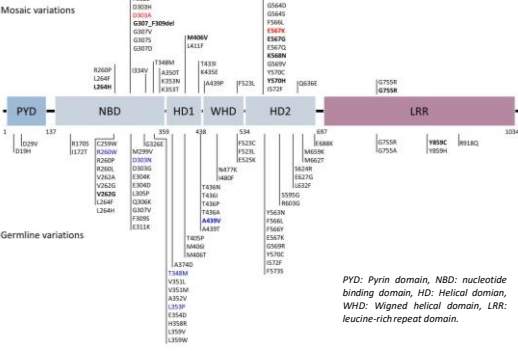 Mosaic variations
D303H
D303A
G307_F309del
G307V
G307S
G307D
R260P
L264F
L264H
I334V
T348M
A350T
K353N
K353T
M406V
L411F
T433I
K435E
A439P
F523L
G564D
G564S
F566L
E567K
E567G
E567Q
K568N
G569V
Y570C
Y570H
I572F
Q636E
G755R
G755R
PYD
NBD
HD1
WHD
HD2
LRR
1
137
359
438
534
687
1034
D29V
D19H
R170S
I172T
C259W
R260W
R260P
R260L
V262A
V262G
V262G
L264F
L264H
G326E
M299V
D303N
D303G
E304K
E304D
L305P
Q306K
G307V
F309S
E311K
A374D
T348M
V351L
V351M
A352V
L353P
E354D
H358R
L359V
L359W
T405P
M406I
M406T
N477K
I480F
T436N
T436I
T436P
T436A
A439V
A439T
F523C
F523L
E525K
E688K
M659K
M662T
S624R
E627G
L632F
S595G
R603G
Y563N
F566L
F566Y
E567K
G569R
Y570C
I572F
F573S
G755R
G755A
Y859C
Y859H
R918Q
Germline variations
PYD: Pyrin domain, NBD: nucleotide
binding domain, HD: Helical domian,
WHD: Wigned helical domain, LRR:
leucine-rich repeat domain.